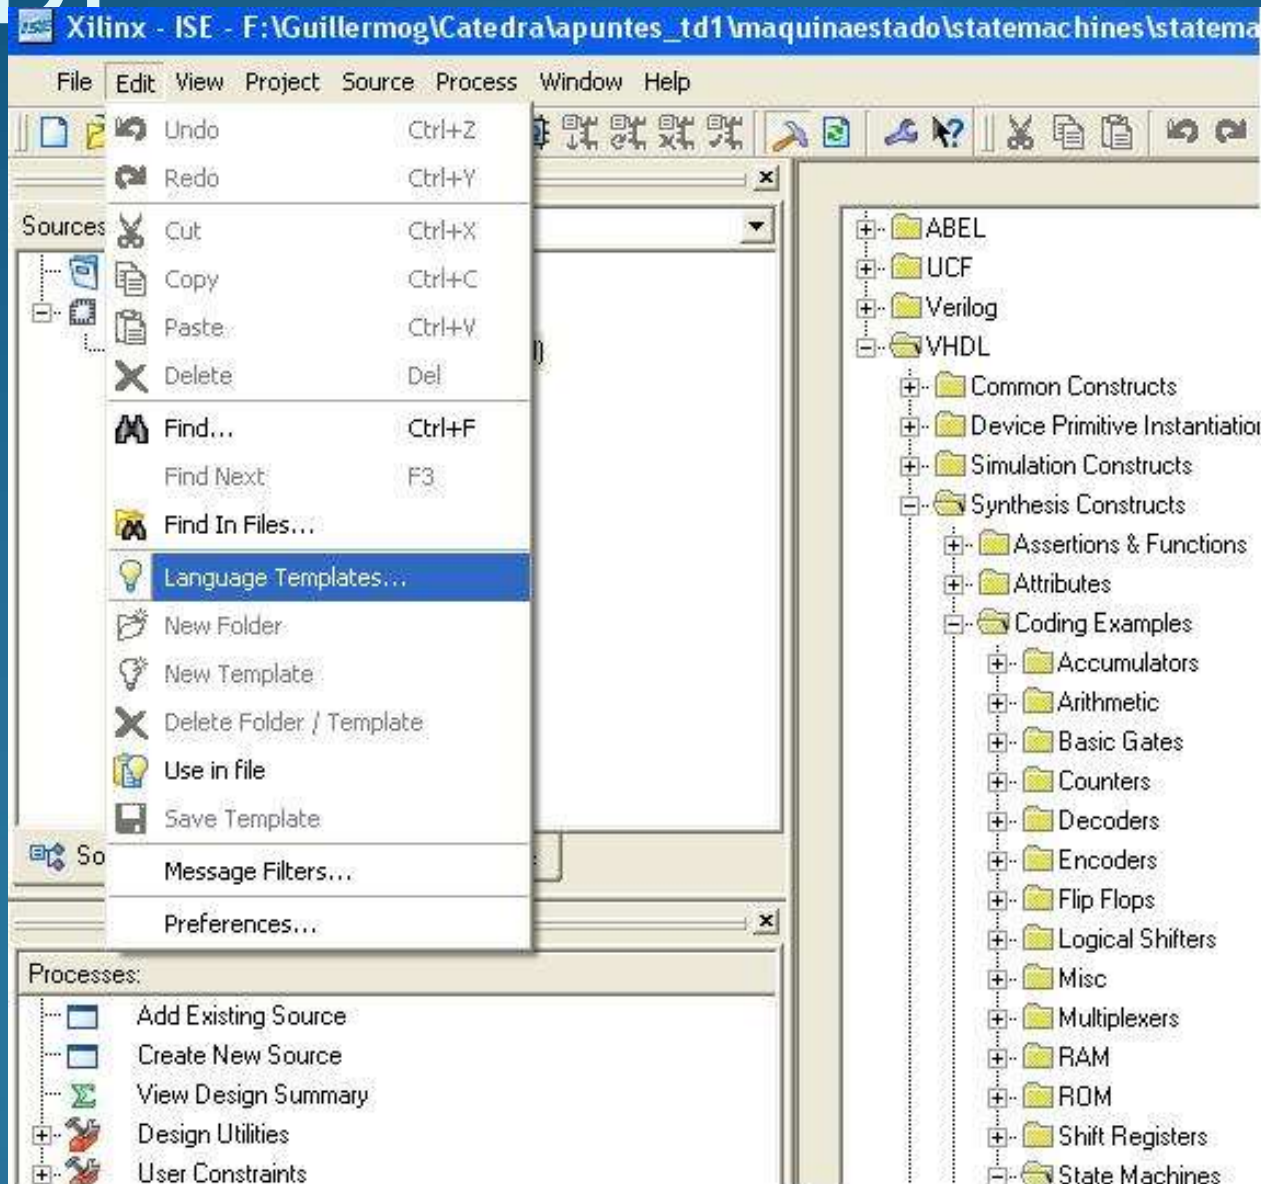 Xilinx - ISE - F:\Guillermog\Catedra\apuntes_td1\maquinaestado\statemachines\statema
File Edit View Project Source Process Window Help
Undo Ctrl+Z
Redo Ctrl+Y
Sources
Cut Ctrl+X
Copy Ctrl+C
Paste Ctrl+V
Delete Del
Find... Ctrl+F
Find Next F3
Find In Files...
Language Templates...
New Folder
New Template
Delete Folder / Template
Use in file
Save Template
So
Message Filters...
Preferences...
Processes:
Add Existing Source
Create New Source
View Design Summary
Design Utilities
User Constraints
ABEL
UCF
Verilog
VHDL
Common Constructs
Device Primitive Instantiation
Simulation Constructs
Synthesis Constructs
Assertions & Functions
Attributes
Coding Examples
Accumulators
Arithmetic
Basic Gates
Counters
Decoders
Encoders
Flip Flops
Logical Shifters
Misc
Multiplexers
RAM
ROM
Shift Registers
State Machines